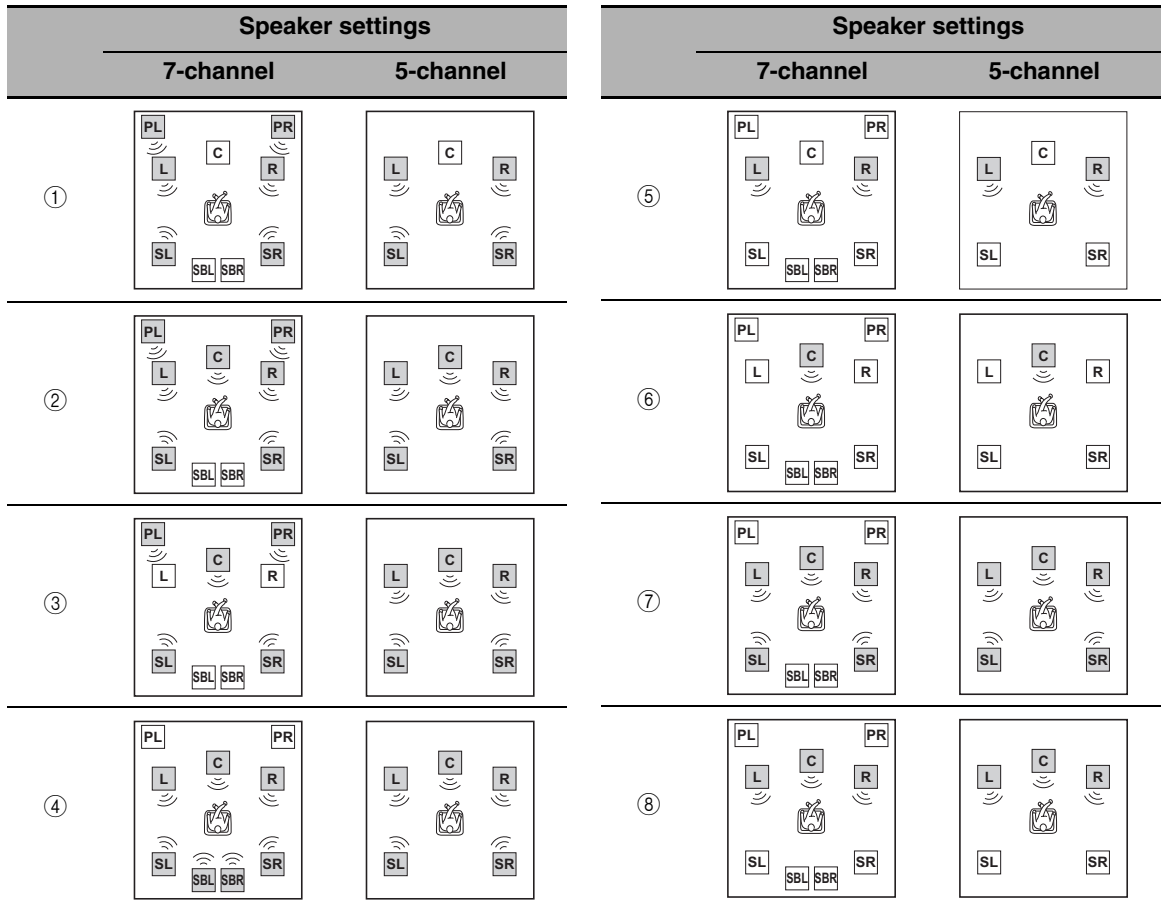 Speaker settings
7-channel 5-channel
①
PL PR
C
L R
SL SR
SBL SBR
C
L R
SL SR
②
PL PR
C
L R
SL SR
SBL SBR
C
L R
SL SR
③
PL PR
C
L R
SL SR
SBL SBR
C
L R
SL SR
④
PL PR
C
L R
SL SR
SBL SBR
C
L R
SL SR
Speaker settings
7-channel 5-channel
⑤
PL PR
C
L R
SL SR
SBL SBR
C
L R
SL SR
⑥
PL PR
C
L R
SL SR
SBL SBR
C
L R
SL SR
⑦
PL PR
C
L R
SL SR
SBL SBR
C
L R
SL SR
⑧
PL PR
C
L R
SL SR
SBL SBR
C
L R
SL SR